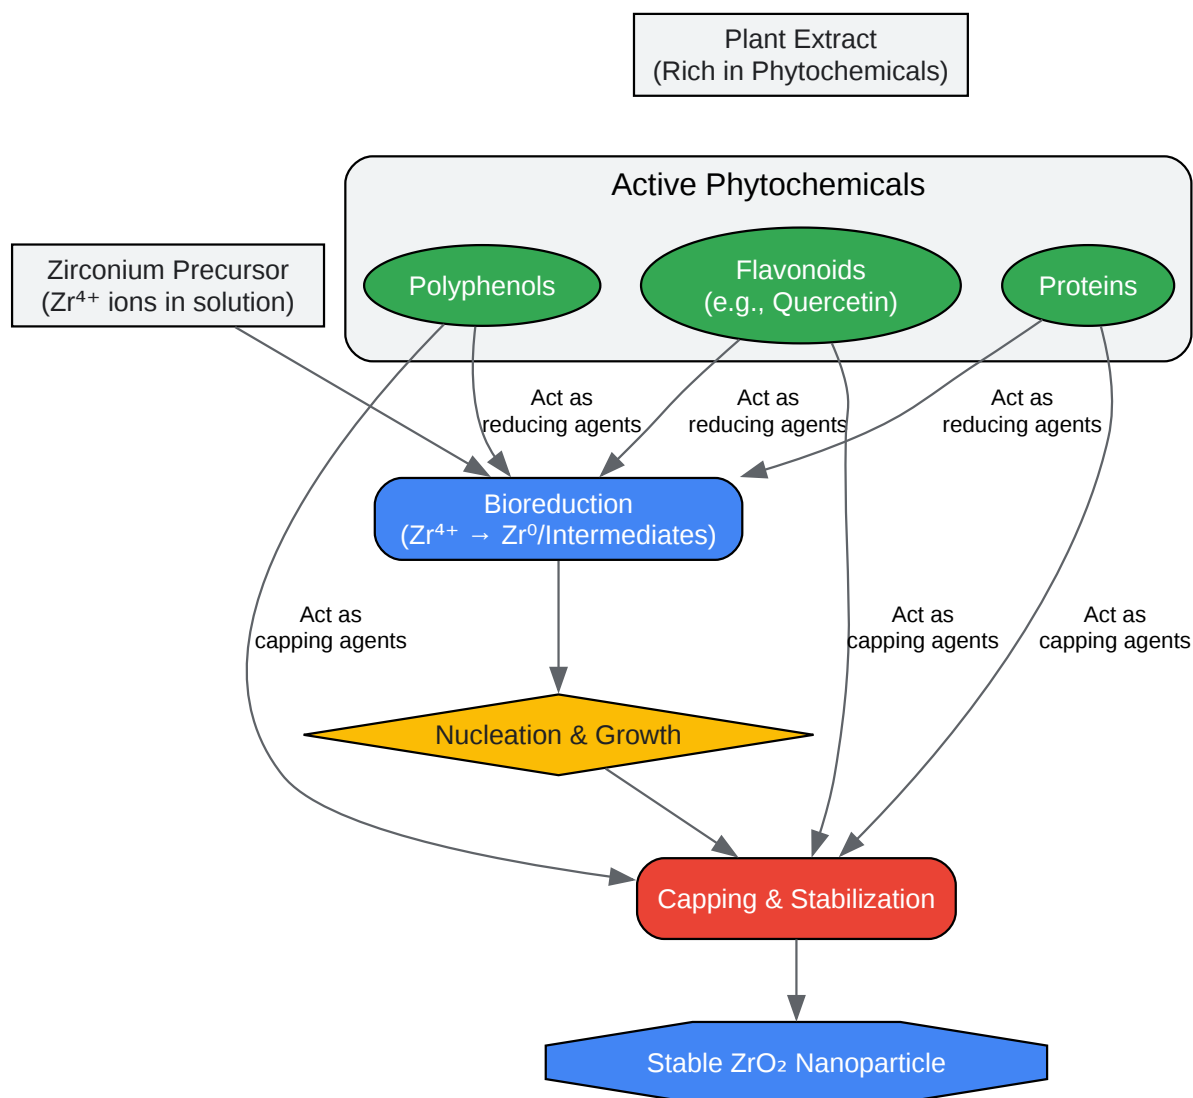 Plant Extract
(Rich in Phytochemicals)
Active Phytochemicals
Zirconium Precursor
(Zr⁴⁺ ions in solution)
Polyphenols
Flavonoids
(e.g., Quercetin)
Proteins
Act as
reducing agents
Act as
reducing agents
Act as
reducing agents
Bioreduction
(Zr⁴⁺ → Zr⁰/Intermediates)
Act as
capping agents
Act as
capping agents
Act as
capping agents
Nucleation & Growth
Capping & Stabilization
Stable ZrO₂ Nanoparticle